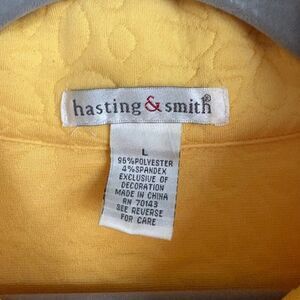 hasting & smith®
L
96%POLYESTER
4%SPANDEX
EXCLUSIVE OF
DECORATION
MADE IN CHINA
RN 70143
SEE REVERSE
FOR CARE